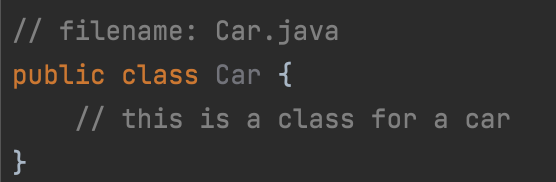 // filename: Car.java
public class Car {
    // this is a class for a car
}